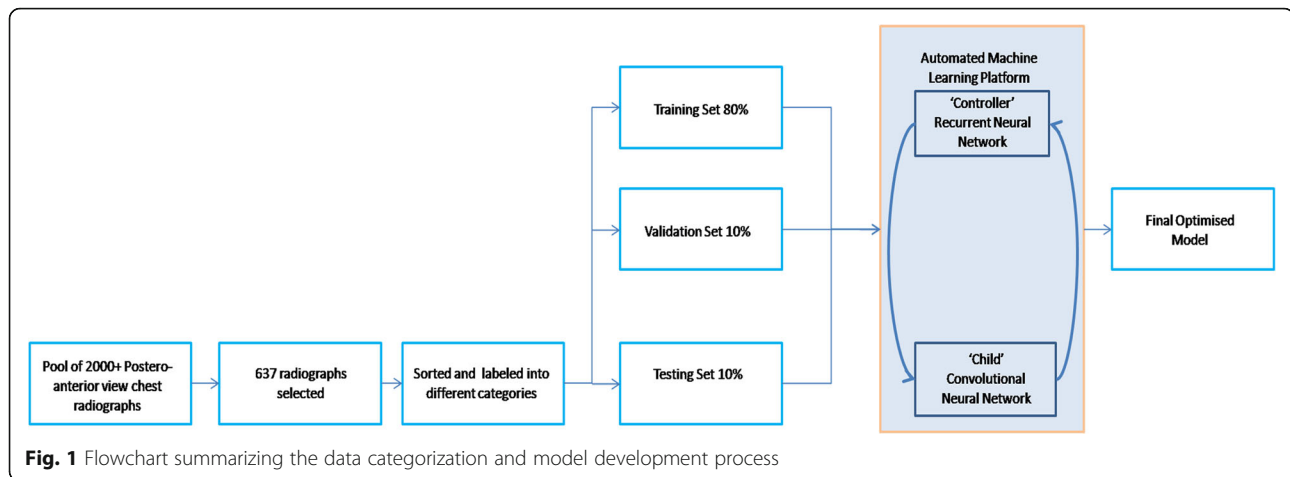 Pool of 2000+ Postero-
anterior view chest
radiographs
637 radiographs
selected
Sorted and labeled into
different categories
Training Set 80%
Validation Set 10%
Testing Set 10%
Automated Machine
Learning Platform
‘Controller’
Recurrent Neural
Network
‘Child’
Convolutional
Neural Network
Final Optimised
Model
Fig. 1 Flowchart summarizing the data categorization and model development process